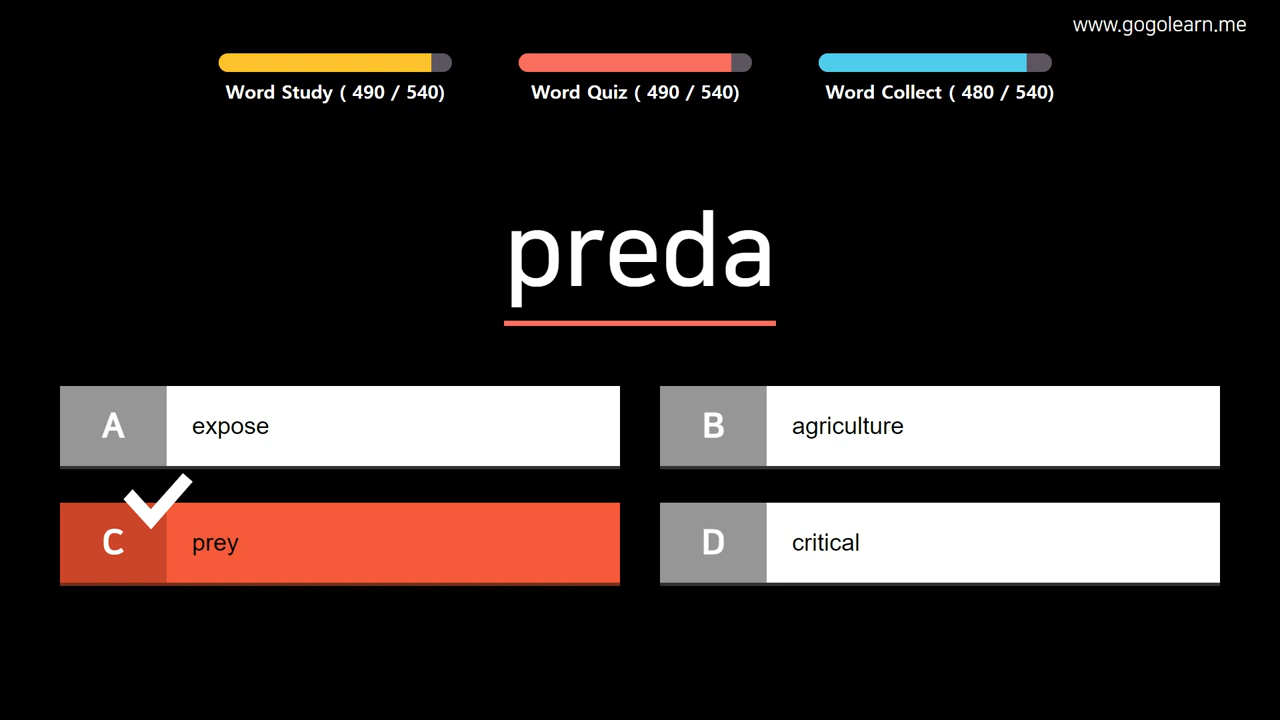 www.gogolearn.me
Word Study ( 490 / 540)
Word Quiz ( 490 / 540)
Word Collect ( 480 / 540)
preda
A expose
B agriculture
C prey
D critical